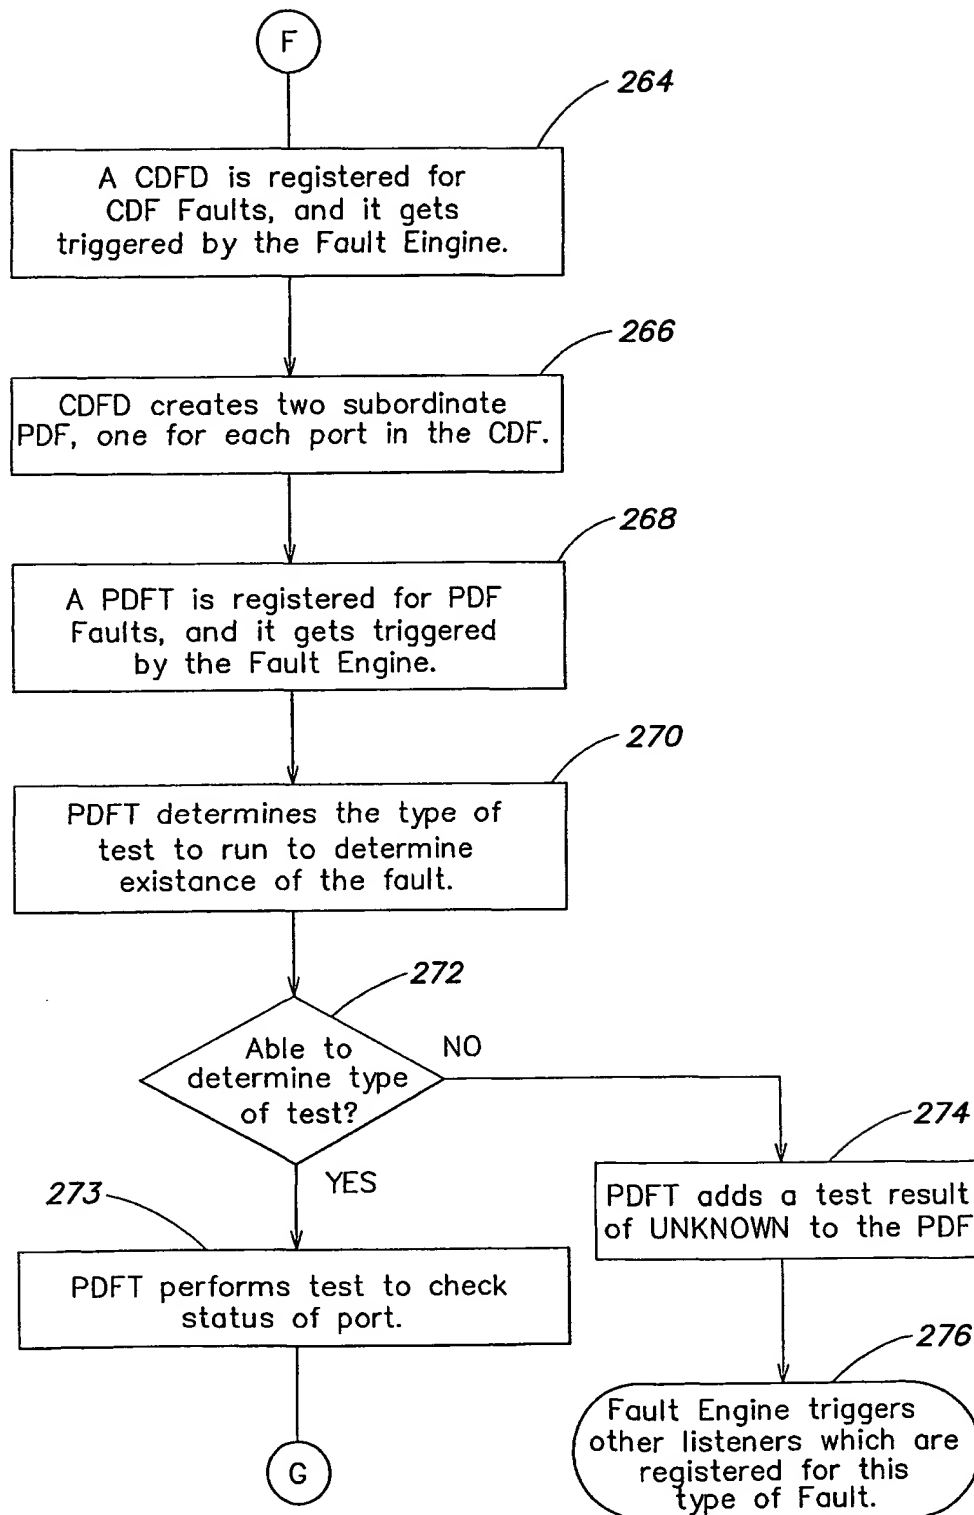 F
264
A CDFD is registered for
CDF Faults, and it gets
triggered by the Fault Eingine.
266
CDFD creates two subordinate
PDF, one for each port in the CDF.
268
A PDFT is registered for PDF
Faults, and it gets triggered
by the Fault Engine.
270
PDFT determines the type of
test to run to determine
existance of the fault.
272
Able to
determine type
of test?
NO
YES
273
PDFT performs test to check
status of port.
G
274
PDFT adds a test result
of UNKNOWN to the PDF
276
Fault Engine triggers
other listeners which are
registered for this
type of Fault.